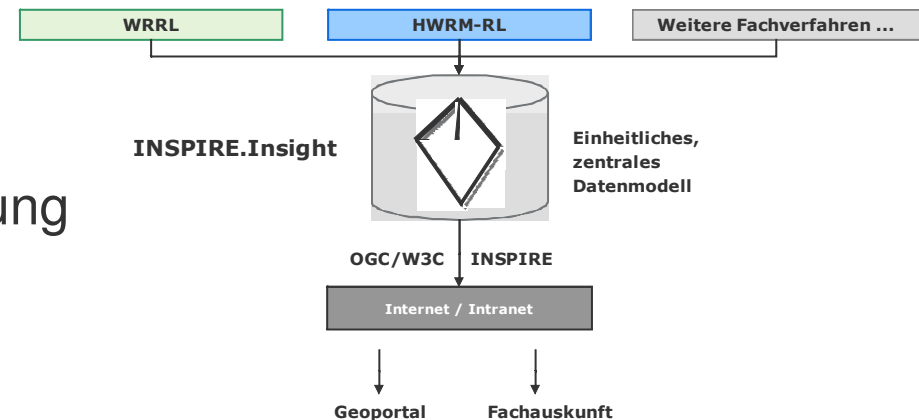 WRRL
HWRM-RL
Weitere Fachverfahren ...
INSPIRE.Insight
Einheitliches,
zentrales
Datenmodell
ung
OGC/W3C
INSPIRE
Internet / Intranet
Geoportal
Fachauskunft